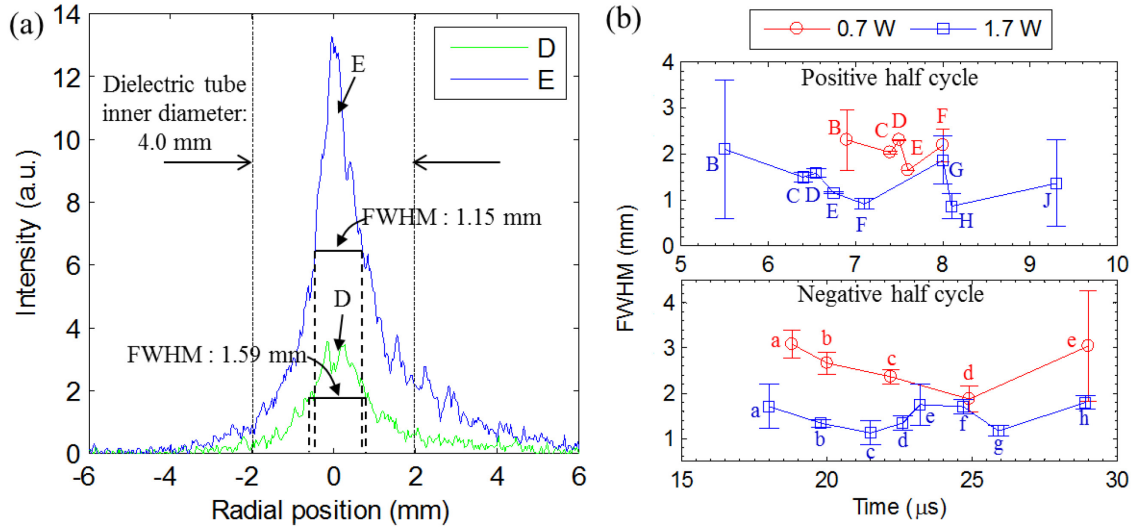 (a)
14
12
10
8
6
4
2
0
Intensity (a.u.)
D
E
Dielectric tube
inner diameter:
4.0 mm
E
FWHM : 1.15 mm
D
FWHM : 1.59 mm
-6
-4
-2
0
2
4
6
Radial position (mm)
(b)
0.7 W
1.7 W
FWHM (mm)
4
3
2
1
0
Positive half cycle
B
C
D
E
F
B
C
D
E
F
G
H
J
5
6
7
8
9
10
4
3
2
1
Negative half cycle
a
b
c
d
e
a
b
c
d
e
f
g
h
15
20
25
30
Time (μs)